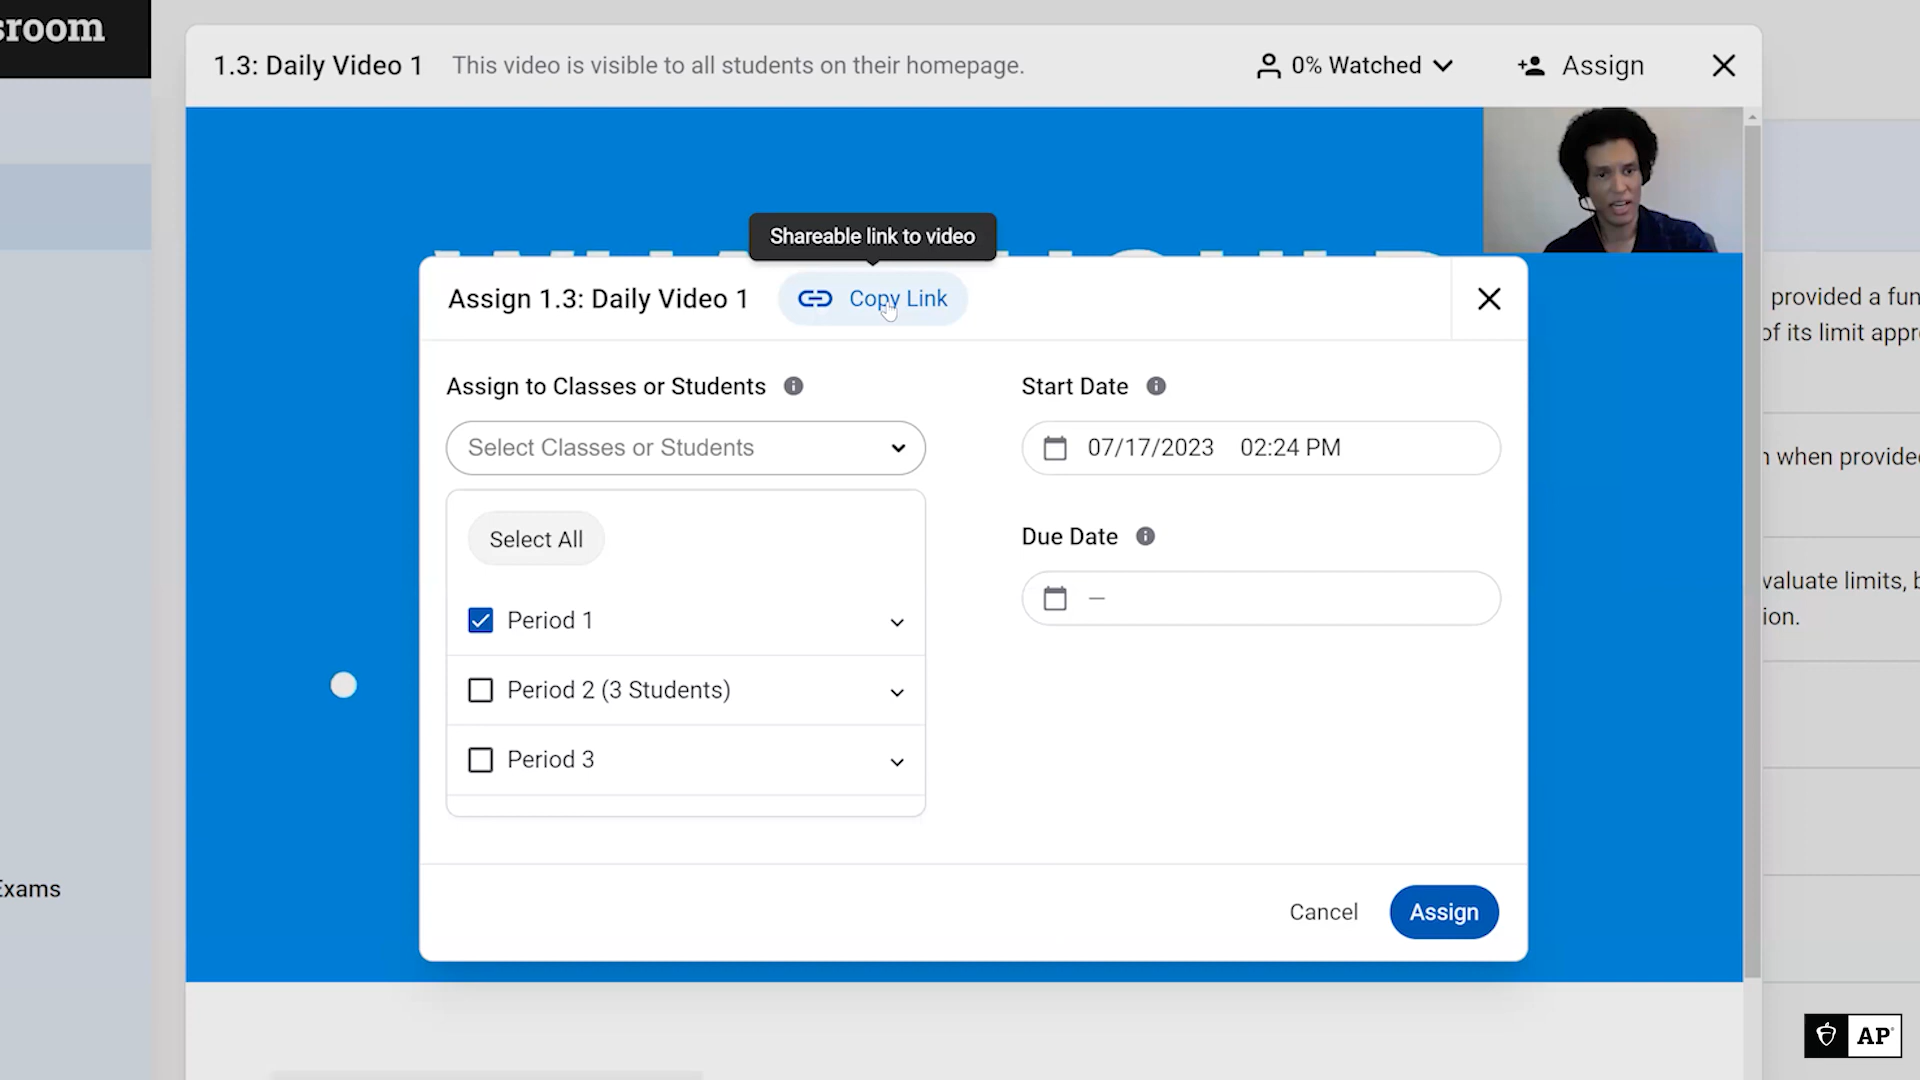 sroom
1.3: Daily Video 1 This video is visible to all students on their homepage. 0% Watched Assign
Shareable link to video
Assign 1.3: Daily Video 1 Copy Link
Assign to Classes or Students
Select Classes or Students
Select All
Period 1
Period 2 (3 Students)
Period 3
Start Date
07/17/2023 02:24 PM
Due Date
—
Cancel Assign
provided a fun
of its limit appr
n when provided
valuate limits, b
ion.
Exams
AP